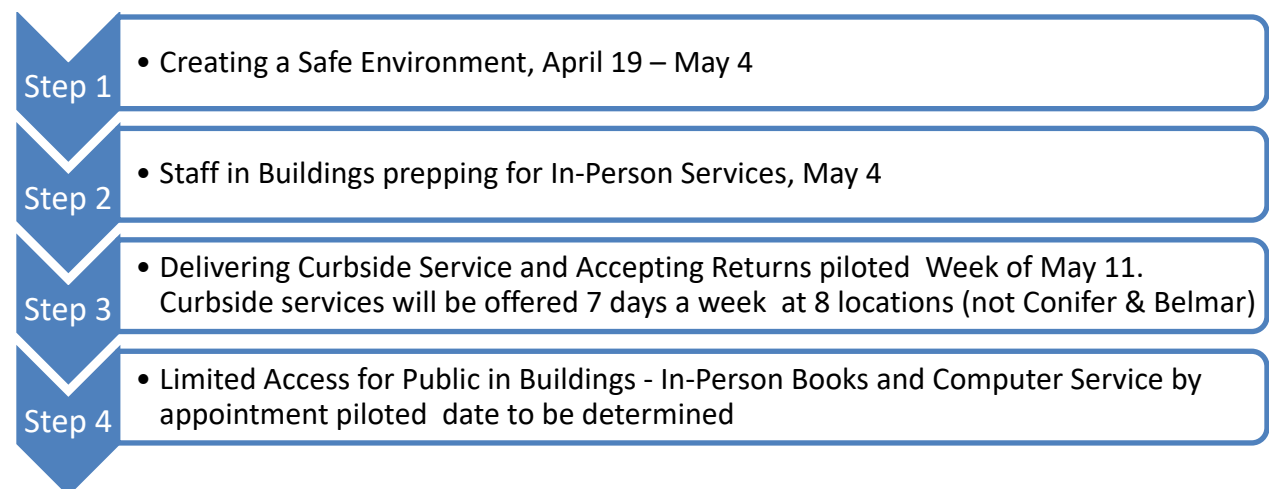 Step 1
• Creating a Safe Environment, April 19 – May 4
Step 2
• Staff in Buildings prepping for In-Person Services, May 4
Step 3
• Delivering Curbside Service and Accepting Returns piloted  Week of May 11.
Curbside services will be offered 7 days a week  at 8 locations (not Conifer & Belmar)
Step 4
• Limited Access for Public in Buildings - In-Person Books and Computer Service by
appointment piloted  date to be determined